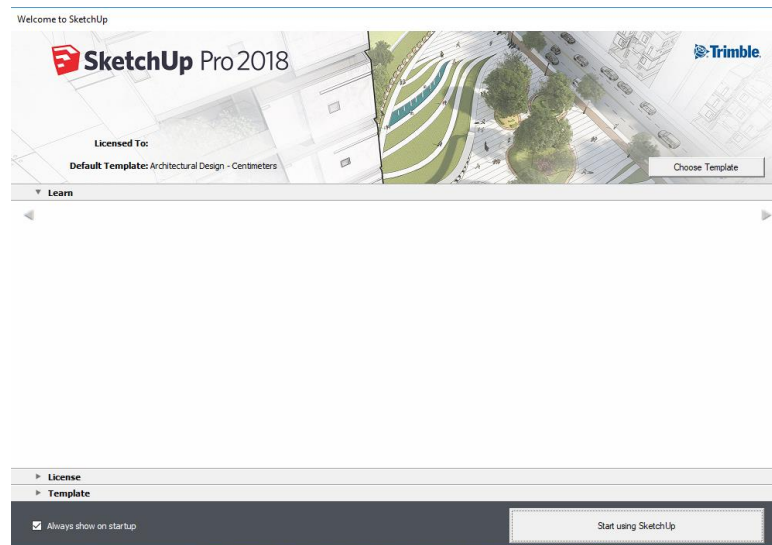 Welcome to SketchUp
SketchUp Pro 2018
Trimble.
Licensed To:
Default Template: Architectural Design - Centimeters
Choose Template
Learn
License
Template
Always show on startup
Start using SketchUp